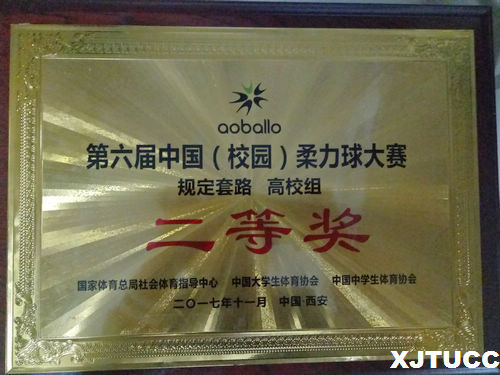 aoballo
第六届中国（校园）柔力球大赛
规定套路 高校组
二等奖
国家体育总局社会体育指导中心 中国大学生体育协会 中国中学生体育协会
二〇一七年十一月 中国·西安
XJTUCC